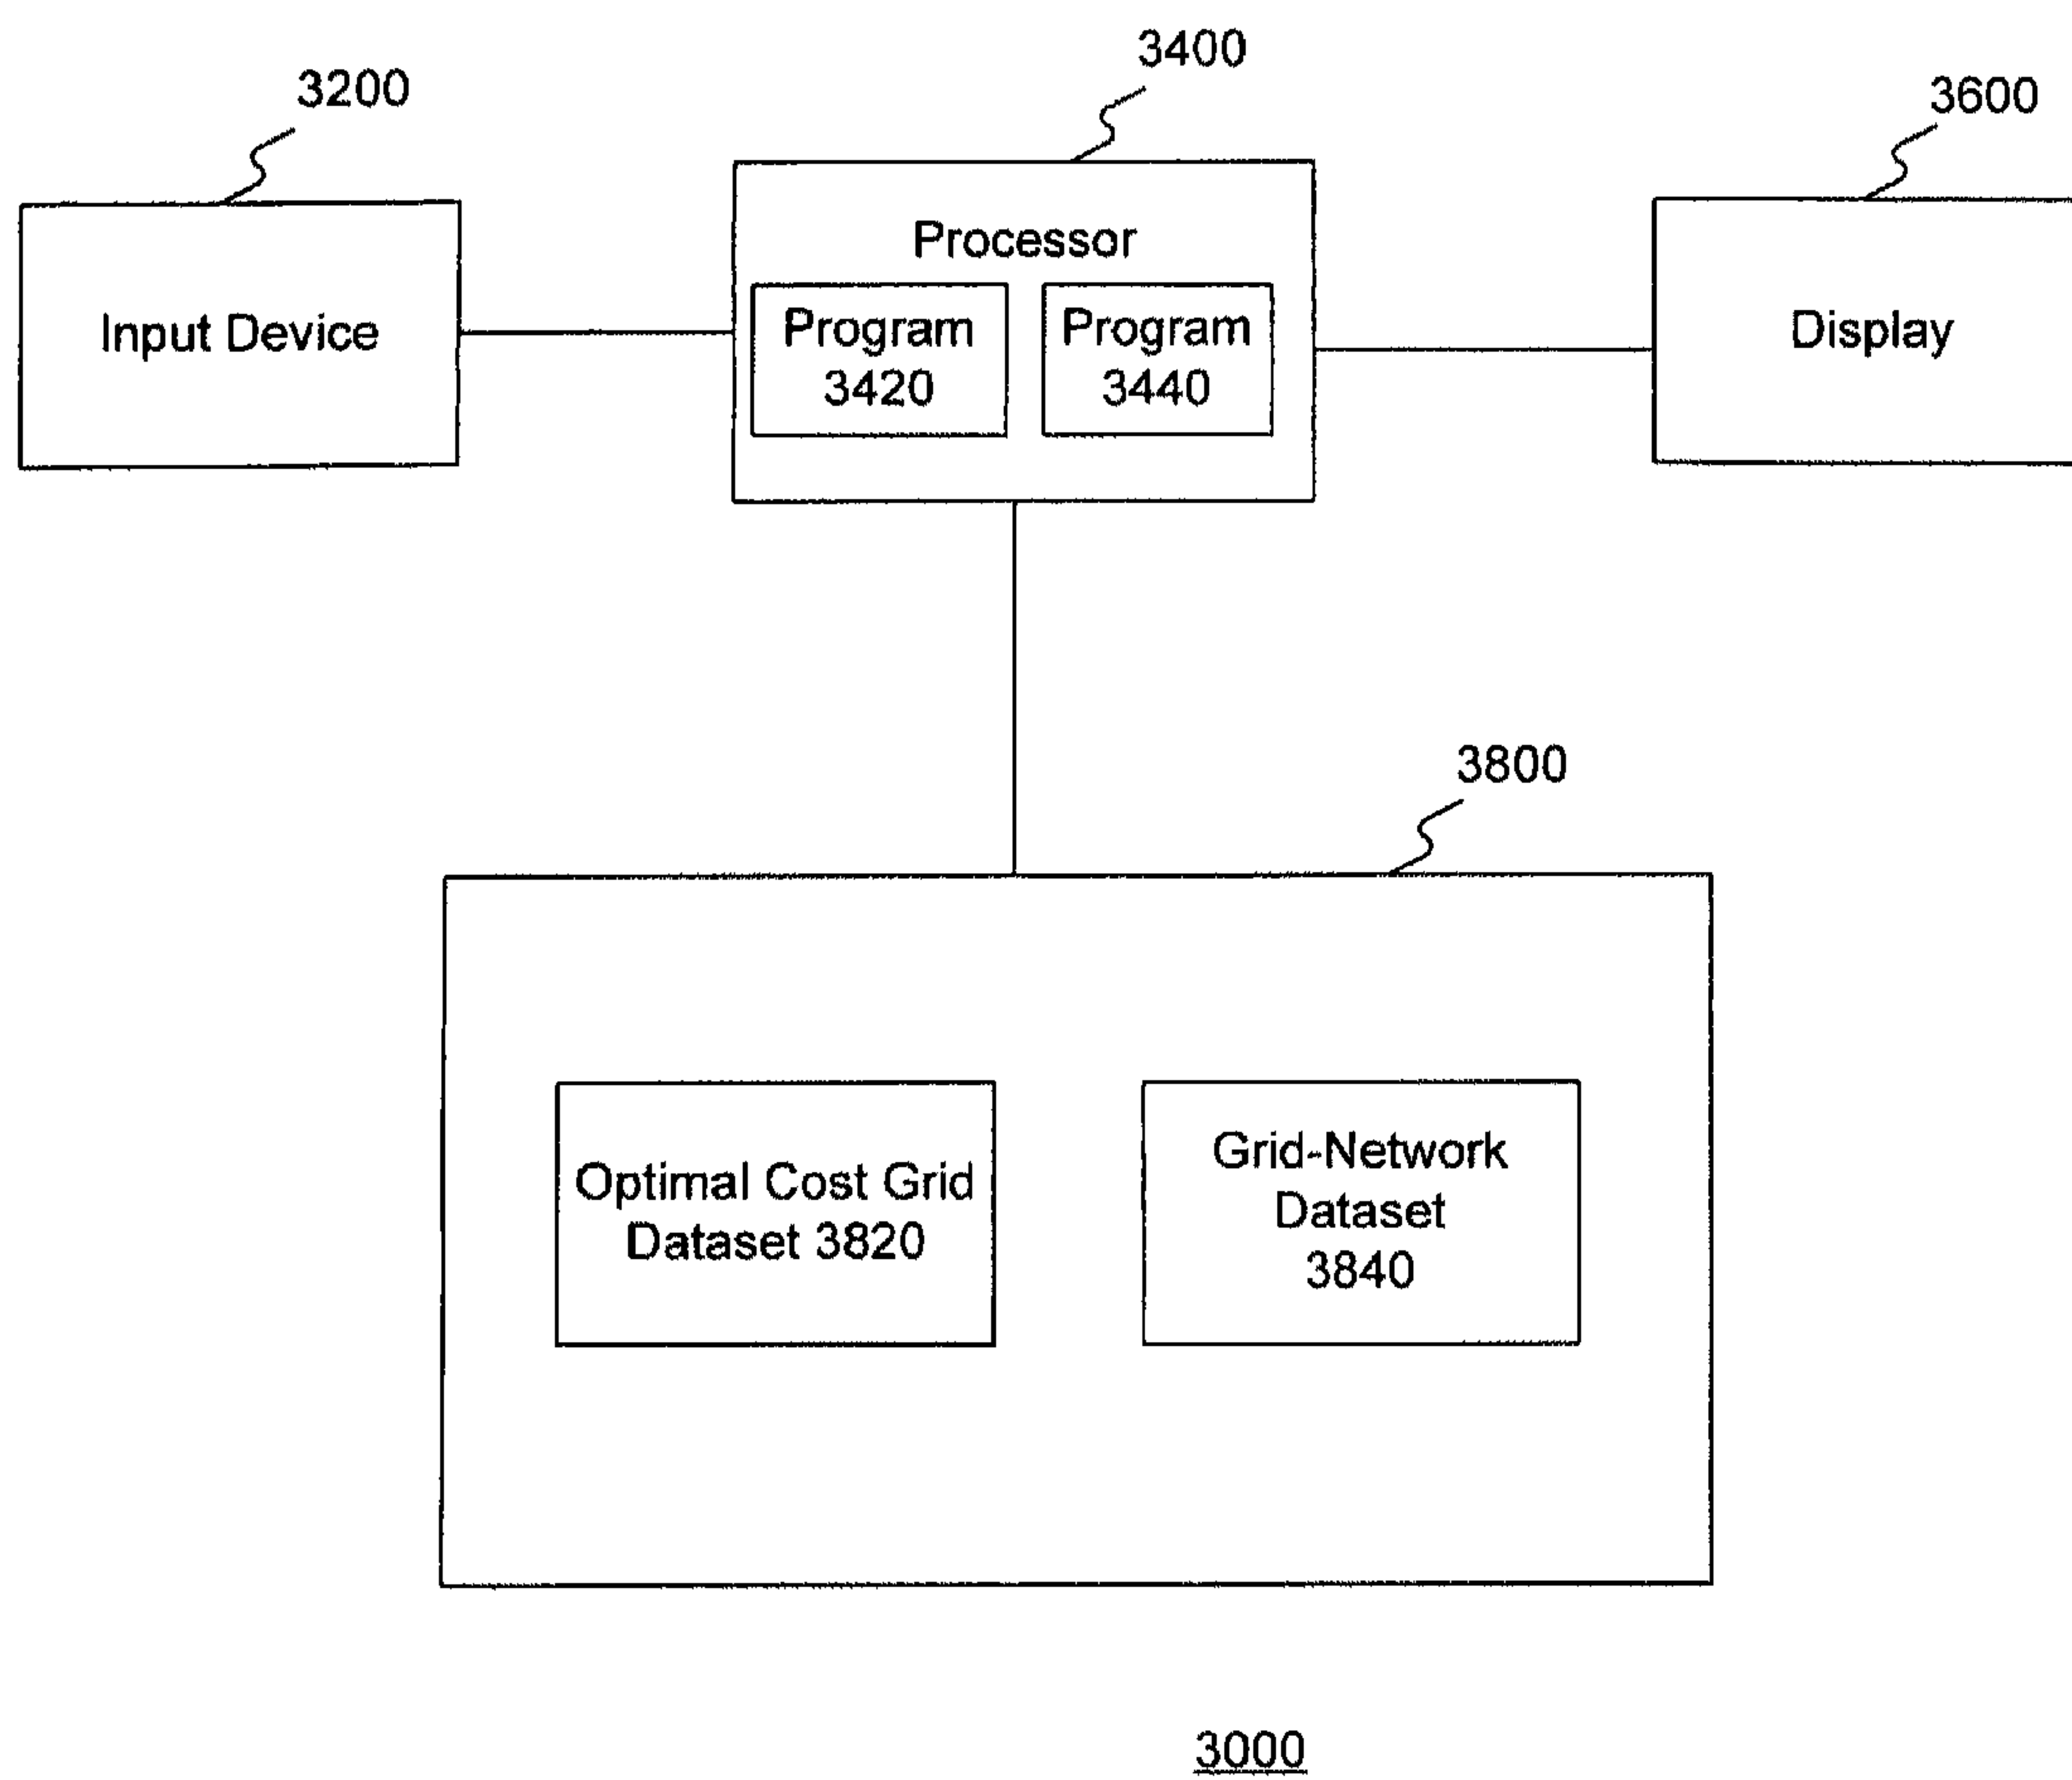 3400
3200
3600
Processor
Input Device
Program
3420
Program
3440
Display
3800
Optimal Cost Grid
Dataset 3820
Grid-Network
Dataset
3840
3000